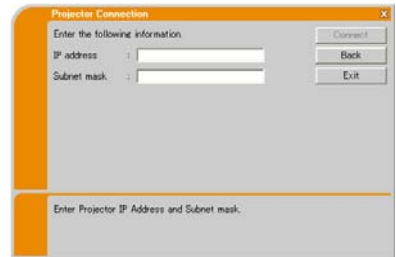 Projector Connection X
Enter the following information.
Connect
IP address :
Back
Subnet mask :
Exit
Enter Projector IP Address and Subnet mask.